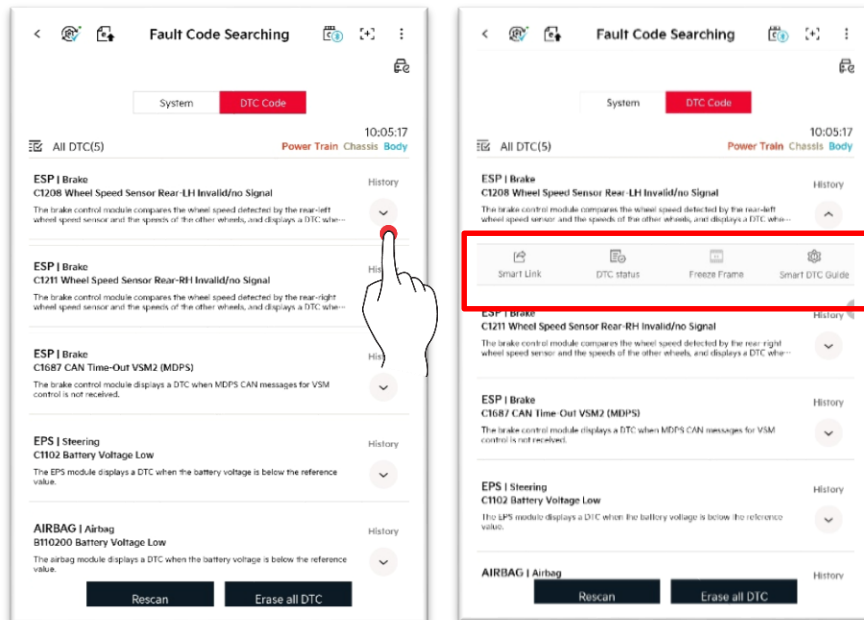 Fault Code Searching
System
DTC Code
10:05:17
All DTC(5)
Power Train Chassis Body
ESP | Brake
History
C1208 Wheel Speed Sensor Rear-LH Invalid/no Signal
The brake control module compares the wheel speed detected by the rear-left
wheel speed sensor and the speeds of the other wheels, and displays a DTC whe···
ESP | Brake
His
C1211 Wheel Speed Sensor Rear-RH Invalid/no Signal
The brake control module compares the wheel speed detected by the rear-right
wheel speed sensor and the speeds of the other wheels, and displays a DTC whe···
ESP | Brake
His
C1687 CAN Time-Out VSM2 (MDPS)
The brake control module displays a DTC when MDPS CAN messages for VSM
control is not received.
EPS | Steering
History
C1102 Battery Voltage Low
The EPS module displays a DTC when the battery voltage is below the reference
value.
AIRBAG | Airbag
History
B110200 Battery Voltage Low
The airbag module displays a DTC when the battery voltage is below the reference
value.
Rescan
Erase all DTC
Fault Code Searching
System
DTC Code
10:05:17
All DTC(5)
Power Train Chassis Body
ESP | Brake
History
C1208 Wheel Speed Sensor Rear-LH Invalid/no Signal
The brake control module compares the wheel speed detected by the rear-left
wheel speed sensor and the speeds of the other wheels, and displays a DTC whe···
Smart Link
DTC status
Freeze Frame
Smart DTC Guide
ESP | Brake
History
C1211 Wheel Speed Sensor Rear-RH Invalid/no Signal
The brake control module compares the wheel speed detected by the rear-right
wheel speed sensor and the speeds of the other wheels, and displays a DTC whe···
ESP | Brake
History
C1687 CAN Time-Out VSM2 (MDPS)
The brake control module displays a DTC when MDPS CAN messages for VSM
control is not received.
EPS | Steering
History
C1102 Battery Voltage Low
The EPS module displays a DTC when the battery voltage is below the reference
value.
AIRBAG | Airbag
History
Rescan
Erase all DTC